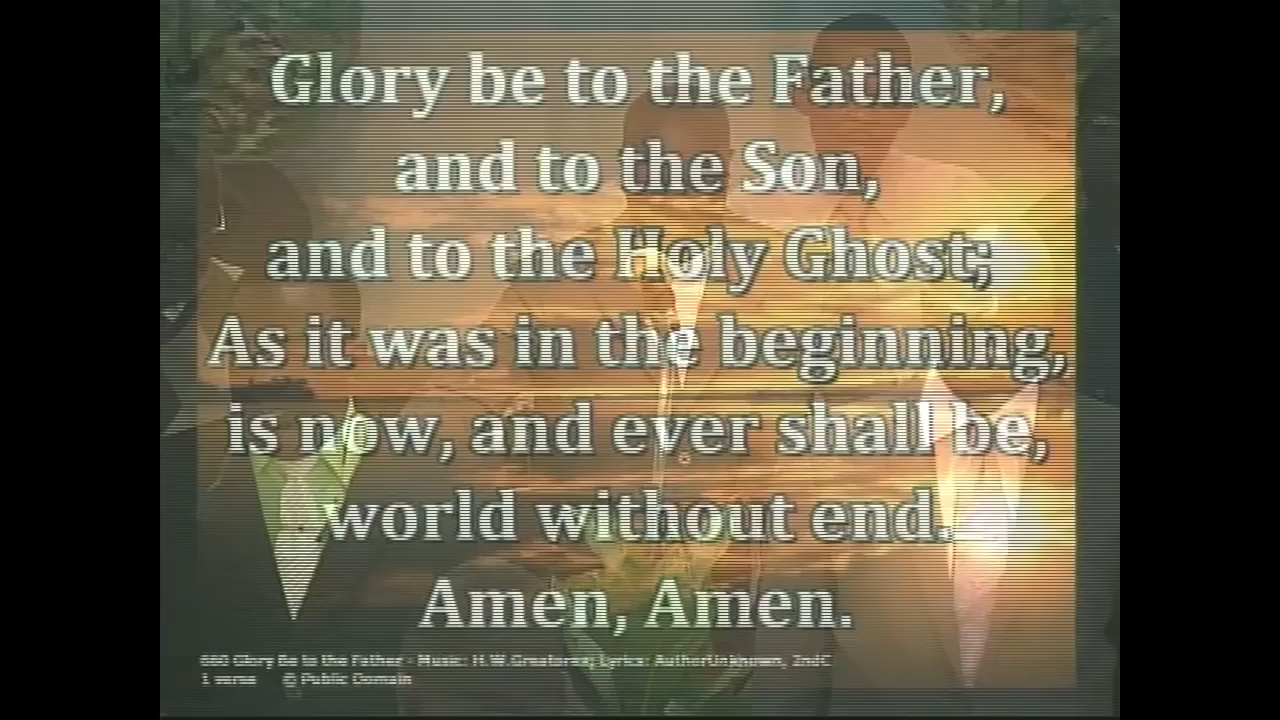 Glory be to the Father,
and to the Son,
and to the Holy Ghost;
As it was in the beginning,
is now, and ever shall be,
world without end.
Amen, Amen.
Glory Be to the Father - Music: H.W.Greatorex; Lyrics: AuthorUnknown, 2ndC
1 verse © Public Domain